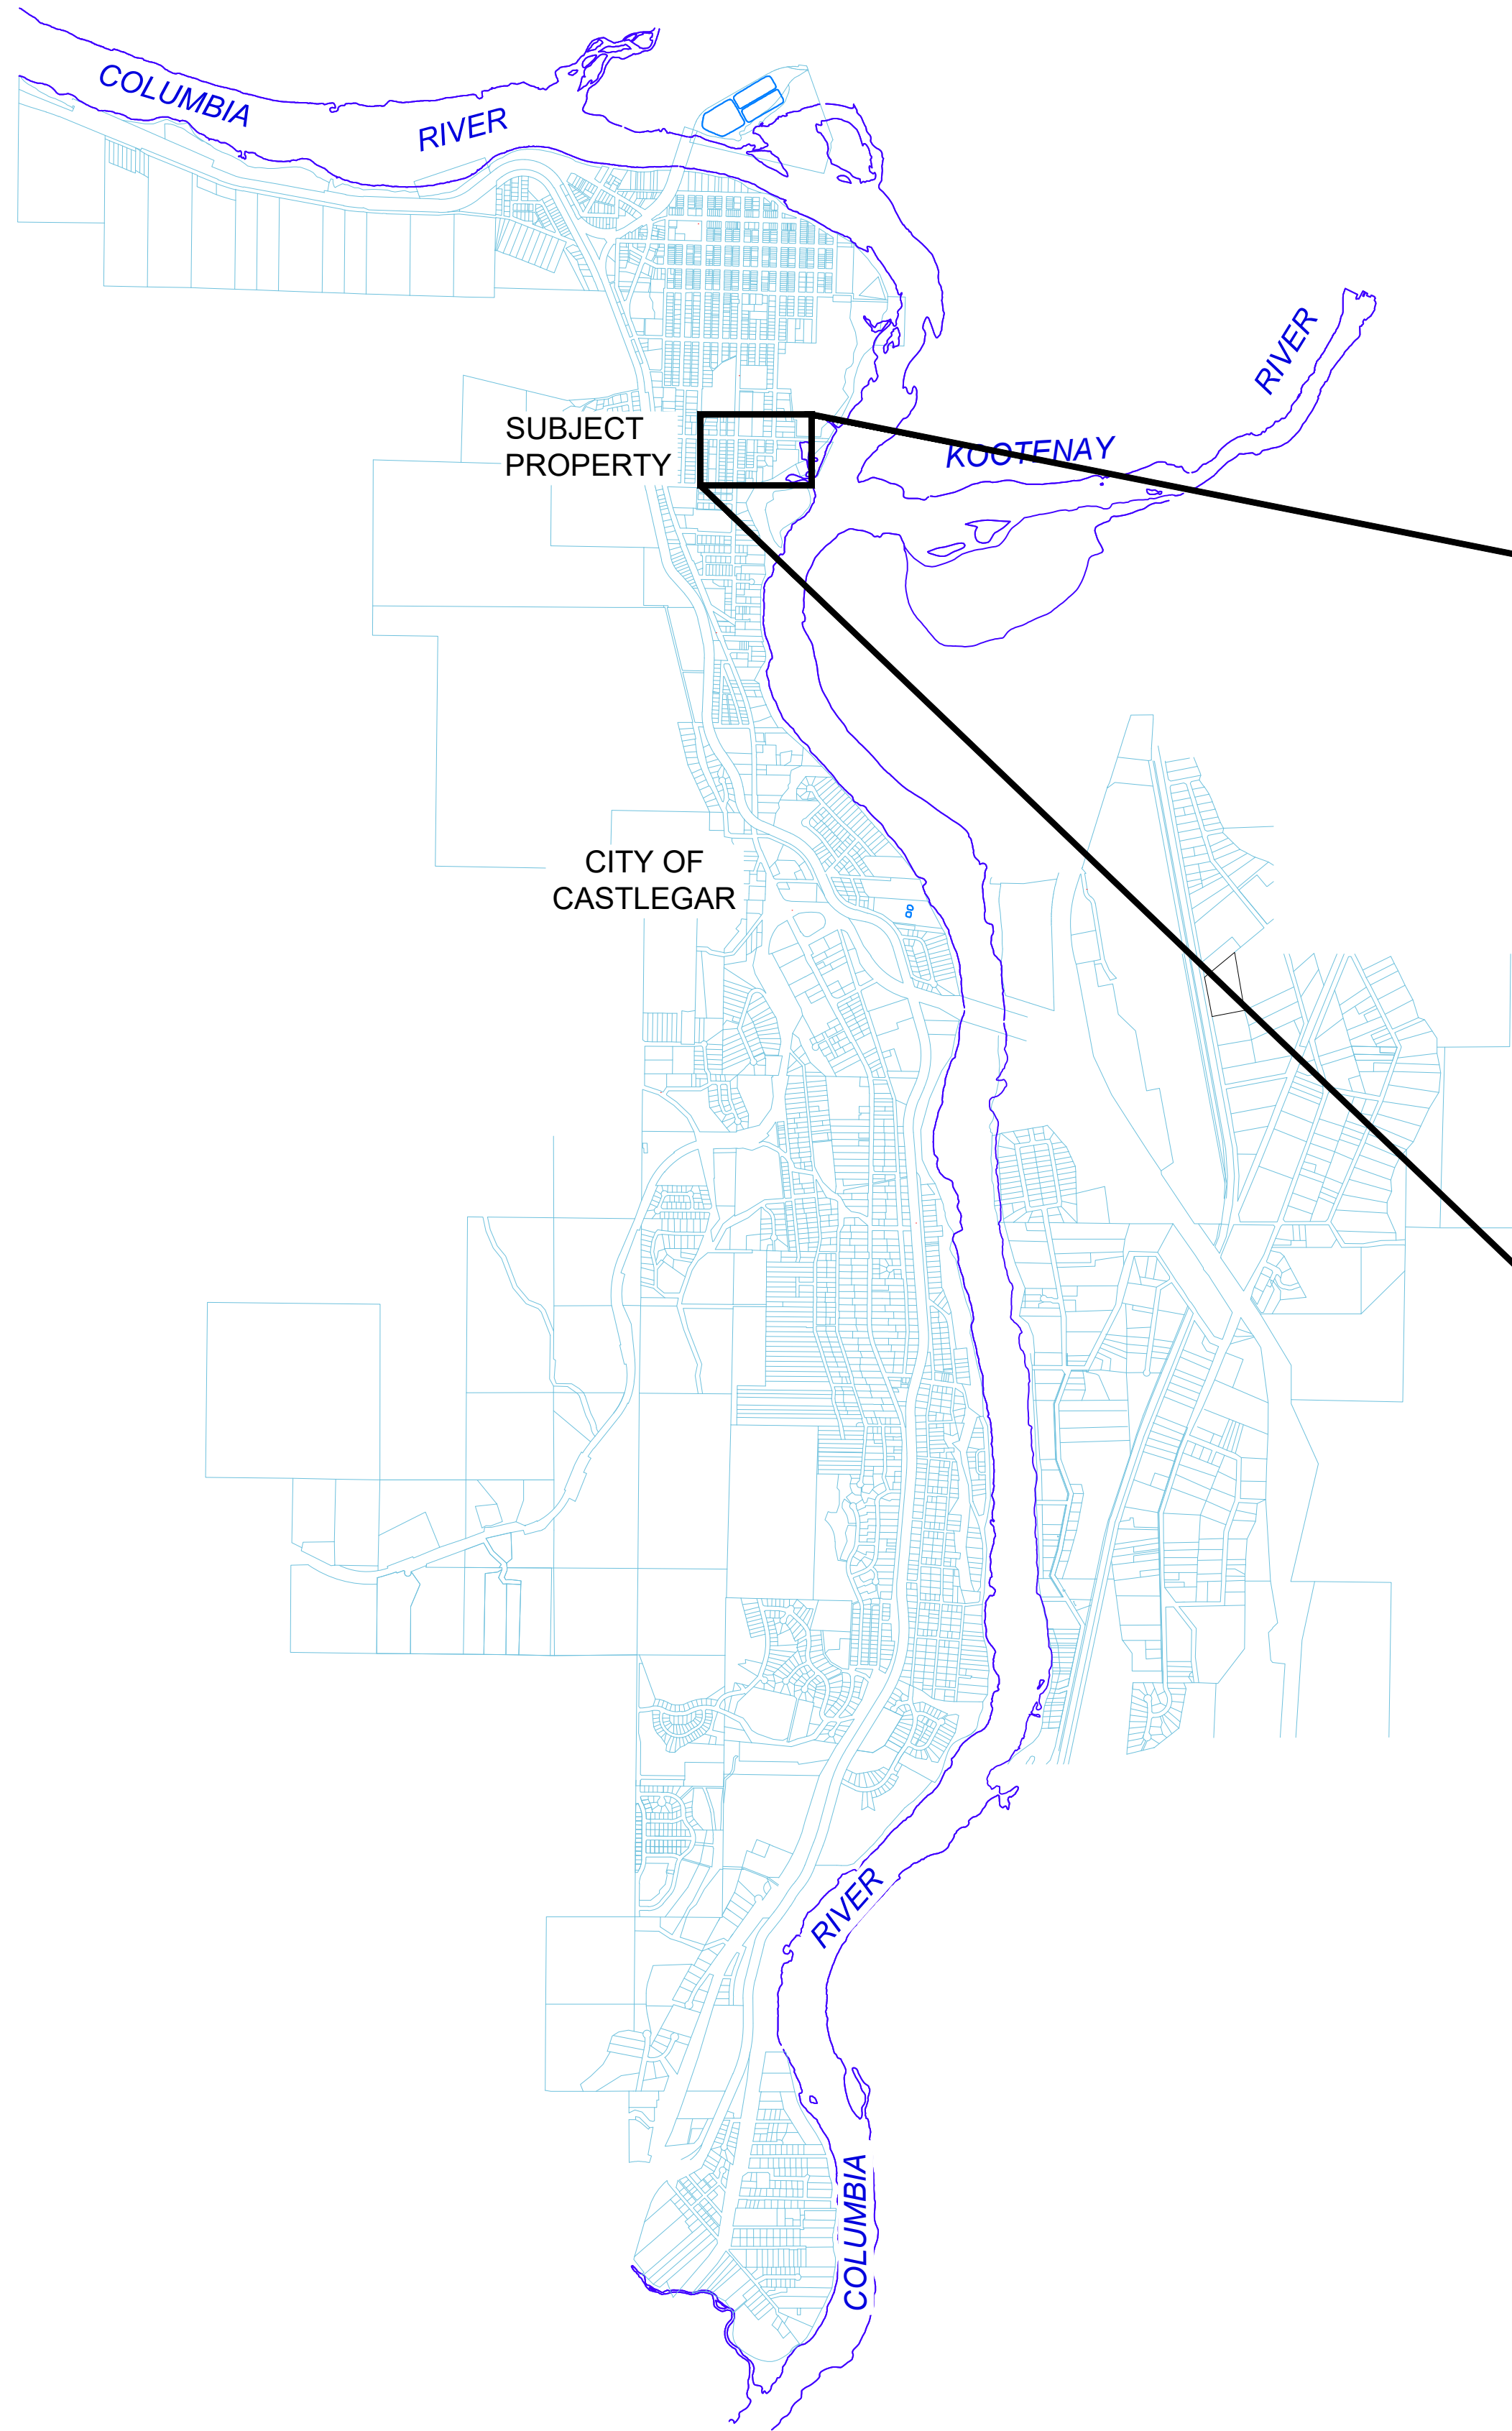 COLUMBIA
RIVER
RIVER
SUBJECT
PROPERTY
KOOTENAY
CITY OF
CASTLEGAR
RIVER
COLUMBIA